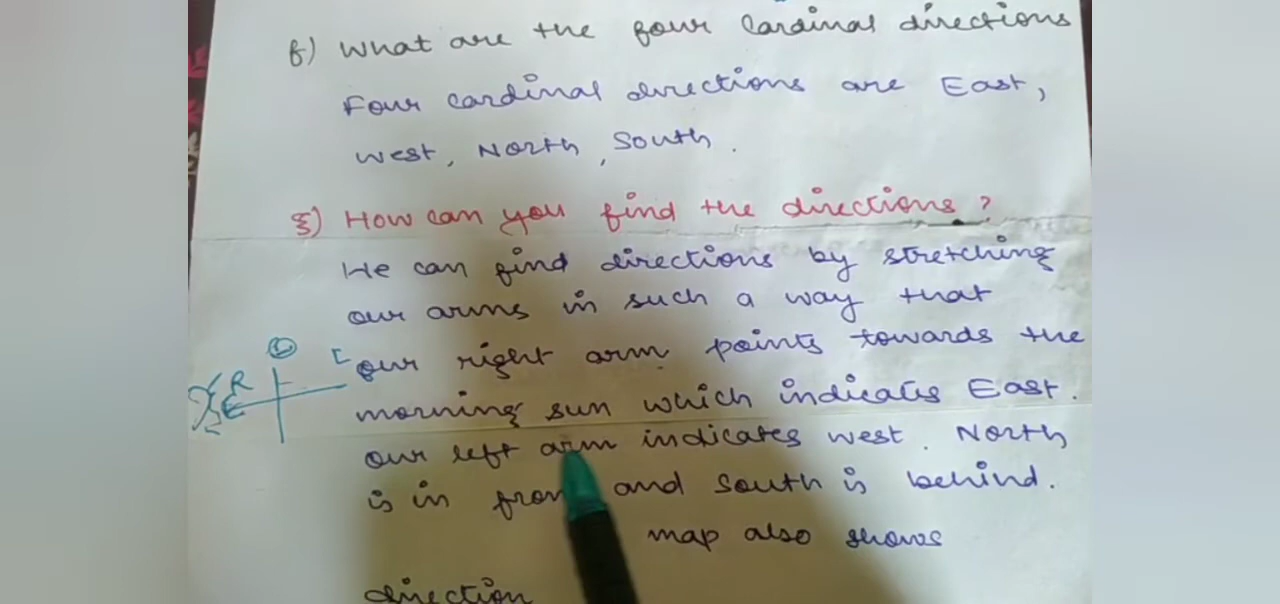 f) What are the four Cardinal directions
Four cardinal directions are East,
West, North, South.
g) How can you find the directions?
We can find directions by stretching
our arms in such a way that
our right arm points towards the
morning sun which indicates East.
our left arm indicates west. North
is in front and South is behind.
map also shows
direction
R
E